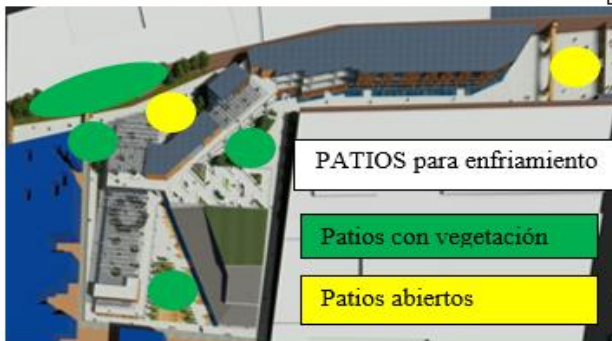 PATIOS para enfriamiento
Patios con vegetación
Patios abiertos